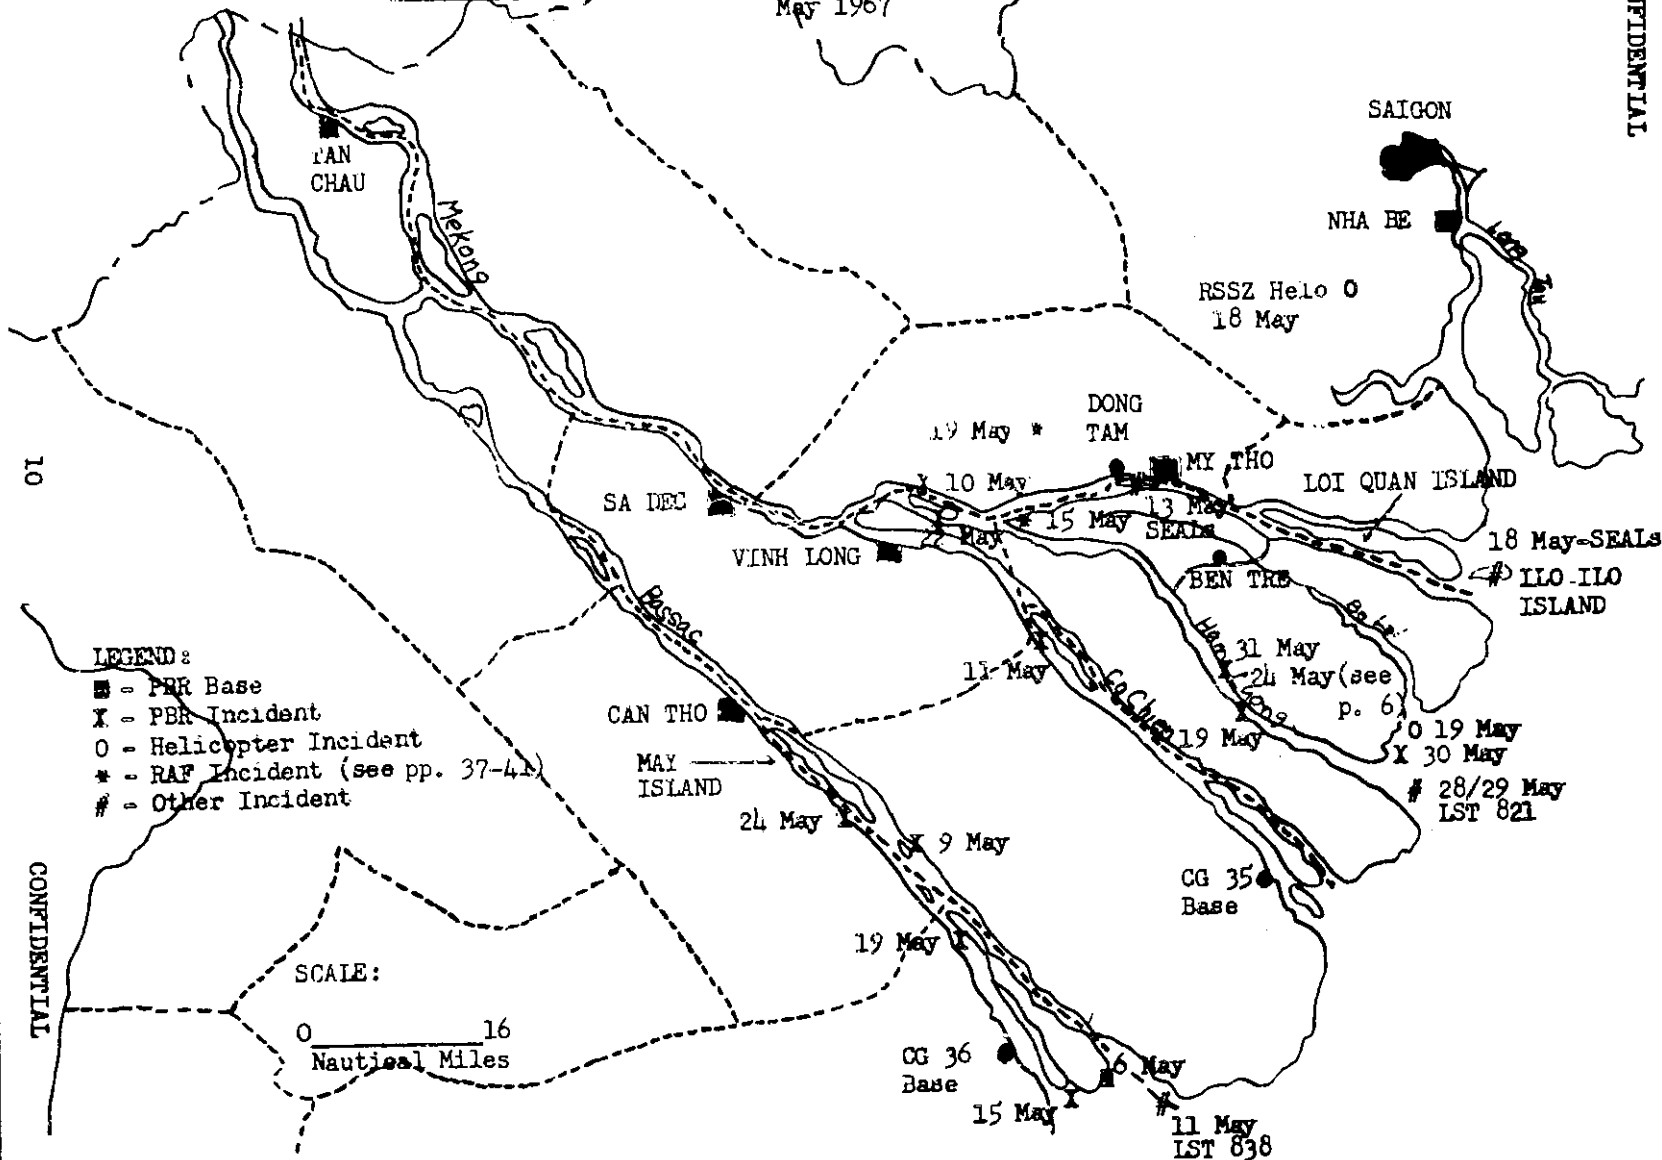 May 1967
CONFIDENTIAL
SAIGON
NHA BE
Long
Tau
RSSZ Helo O
18 May
TAN
CHAU
Mekong
DONG
TAM
19 May *
MY THO
X 10 May
LOI QUAN ISLAND
SA DEC
* 15 May
13 May
SEALs
22 May
VINH LONG
BEN TRE
18 May-SEALs
# ILO-ILO
ISLAND
Bassac
Ba Lai
Ham
Long
31 May
24 May(see
p. 6)
11 May
Co Chien
19 May
O 19 May
X 30 May
# 28/29 May
LST 821
LEGEND:
■ - PBR Base
X - PBR Incident
O - Helicopter Incident
* - RAF Incident (see pp. 37-41)
# - Other Incident
CAN THO
MAY
ISLAND
24 May X
X 9 May
CG 35
Base
19 May X
SCALE:
0 16
Nautical Miles
CG 36
Base
6 May
15 May X
#
11 May
LST 838
10
CONFIDENTIAL